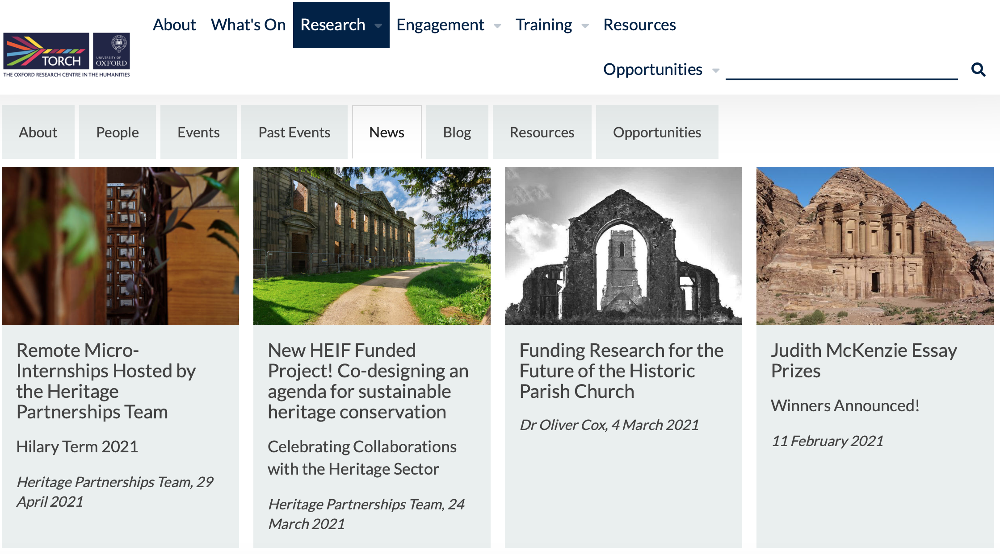 About
What's On
Research
Engagement
Training
Resources
TORCH
UNIVERSITY OF
OXFORD
THE OXFORD RESEARCH CENTRE IN THE HUMANITIES
Opportunities
About
People
Events
Past Events
News
Blog
Resources
Opportunities
Remote Micro-
Internships Hosted by
the Heritage
Partnerships Team
Hilary Term 2021
Heritage Partnerships Team, 29
April 2021
New HEIF Funded
Project! Co-designing an
agenda for sustainable
heritage conservation
Celebrating Collaborations
with the Heritage Sector
Heritage Partnerships Team, 24
March 2021
Funding Research for the
Future of the Historic
Parish Church
Dr Oliver Cox, 4 March 2021
Judith McKenzie Essay
Prizes
Winners Announced!
11 February 2021